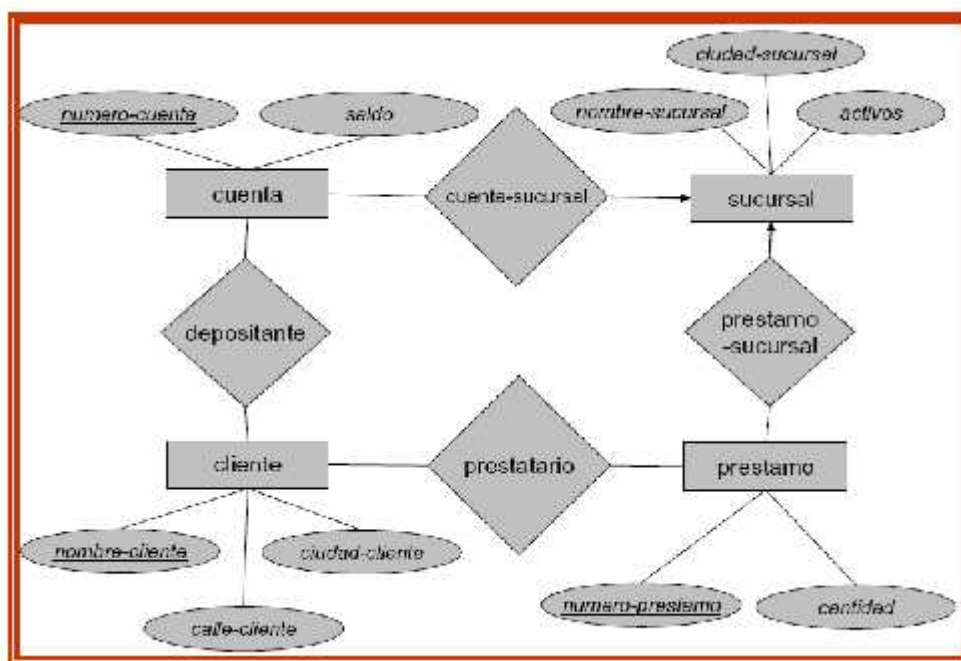 ciudad-sucursal
numero-cuenta
saldo
nombre-sucursal
activos
cuenta
cuenta-sucursal
sucursal
depositante
prestamo
-sucursal
cliente
prestatario
prestamo
nombre-cliente
ciudad-cliente
numero-prestamo
cantidad
calle-cliente